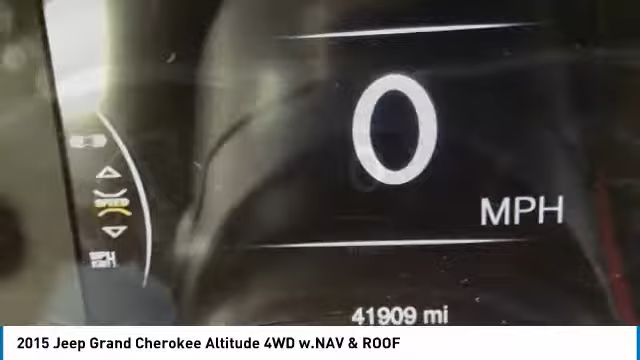 0
MPH
SPEED
41909 mi
2015 Jeep Grand Cherokee Altitude 4WD w.NAV & ROOF